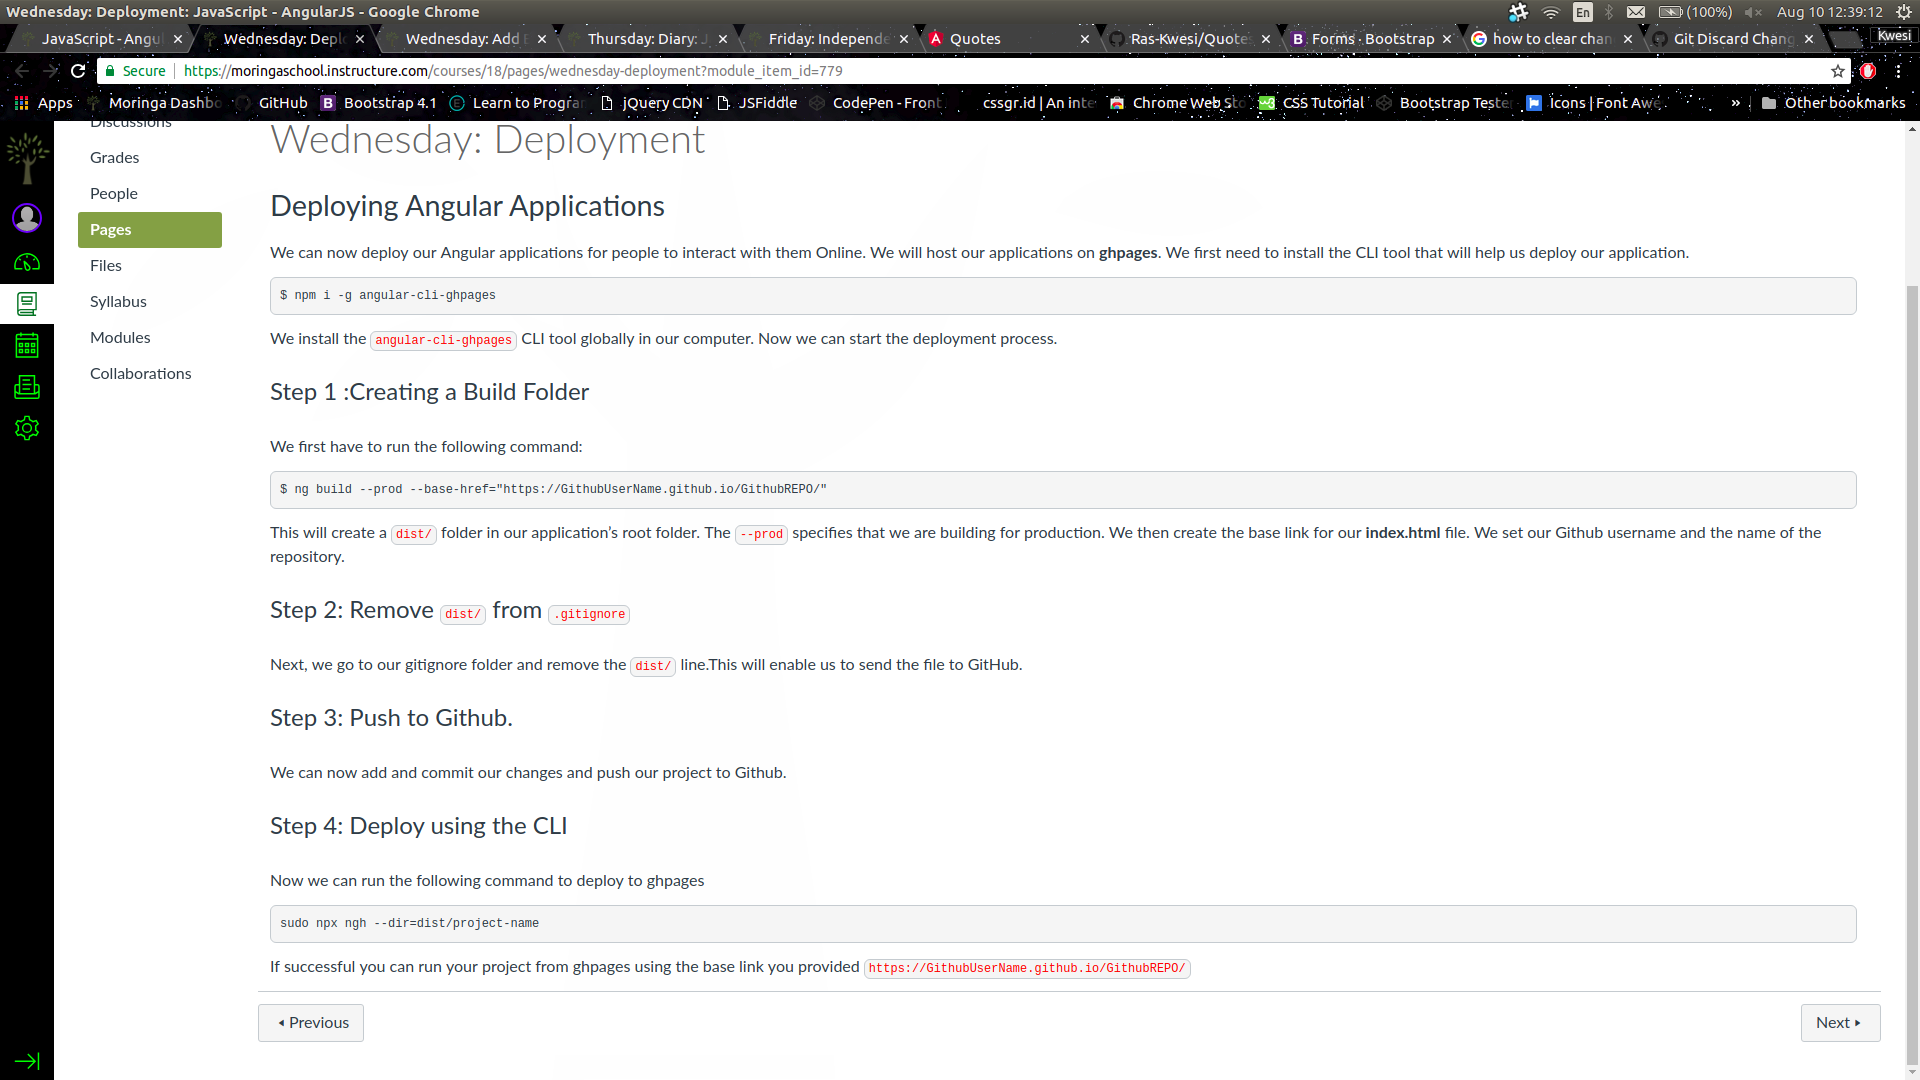 Wednesday: Deployment: JavaScript - AngularJS - Google Chrome
En (100%) Aug 10 12:39:12
JavaScript - Angul
Wednesday: Deplo
Wednesday: Add
Thursday: Diary: J
Friday: Independe
Quotes
Ras-Kwesi/Quote
Forms · Bootstrap
how to clear chan
Git Discard Chang
Kwesi
Secure https://moringaschool.instructure.com/courses/18/pages/wednesday-deployment?module_item_id=779
Apps Moringa Dashbo GitHub Bootstrap 4.1 Learn to Program jQuery CDN JSFiddle CodePen - Front cssgr.id | An inte Chrome Web Sto CSS Tutorial Bootstrap Teste Icons | Font Awe » Other bookmarks
Discussions
Grades
People
Pages
Files
Syllabus
Modules
Collaborations
Wednesday: Deployment
Deploying Angular Applications
We can now deploy our Angular applications for people to interact with them Online. We will host our applications on ghpages. We first need to install the CLI tool that will help us deploy our application.
$ npm i -g angular-cli-ghpages
We install the angular-cli-ghpages CLI tool globally in our computer. Now we can start the deployment process.
Step 1 :Creating a Build Folder
We first have to run the following command:
$ ng build --prod --base-href="https://GithubUserName.github.io/GithubREPO/"
This will create a dist/ folder in our application’s root folder. The --prod specifies that we are building for production. We then create the base link for our index.html file. We set our Github username and the name of the
repository.
Step 2: Remove dist/ from .gitignore
Next, we go to our gitignore folder and remove the dist/ line.This will enable us to send the file to GitHub.
Step 3: Push to Github.
We can now add and commit our changes and push our project to Github.
Step 4: Deploy using the CLI
Now we can run the following command to deploy to ghpages
sudo npx ngh --dir=dist/project-name
If successful you can run your project from ghpages using the base link you provided https://GithubUserName.github.io/GithubREPO/
Previous
Next